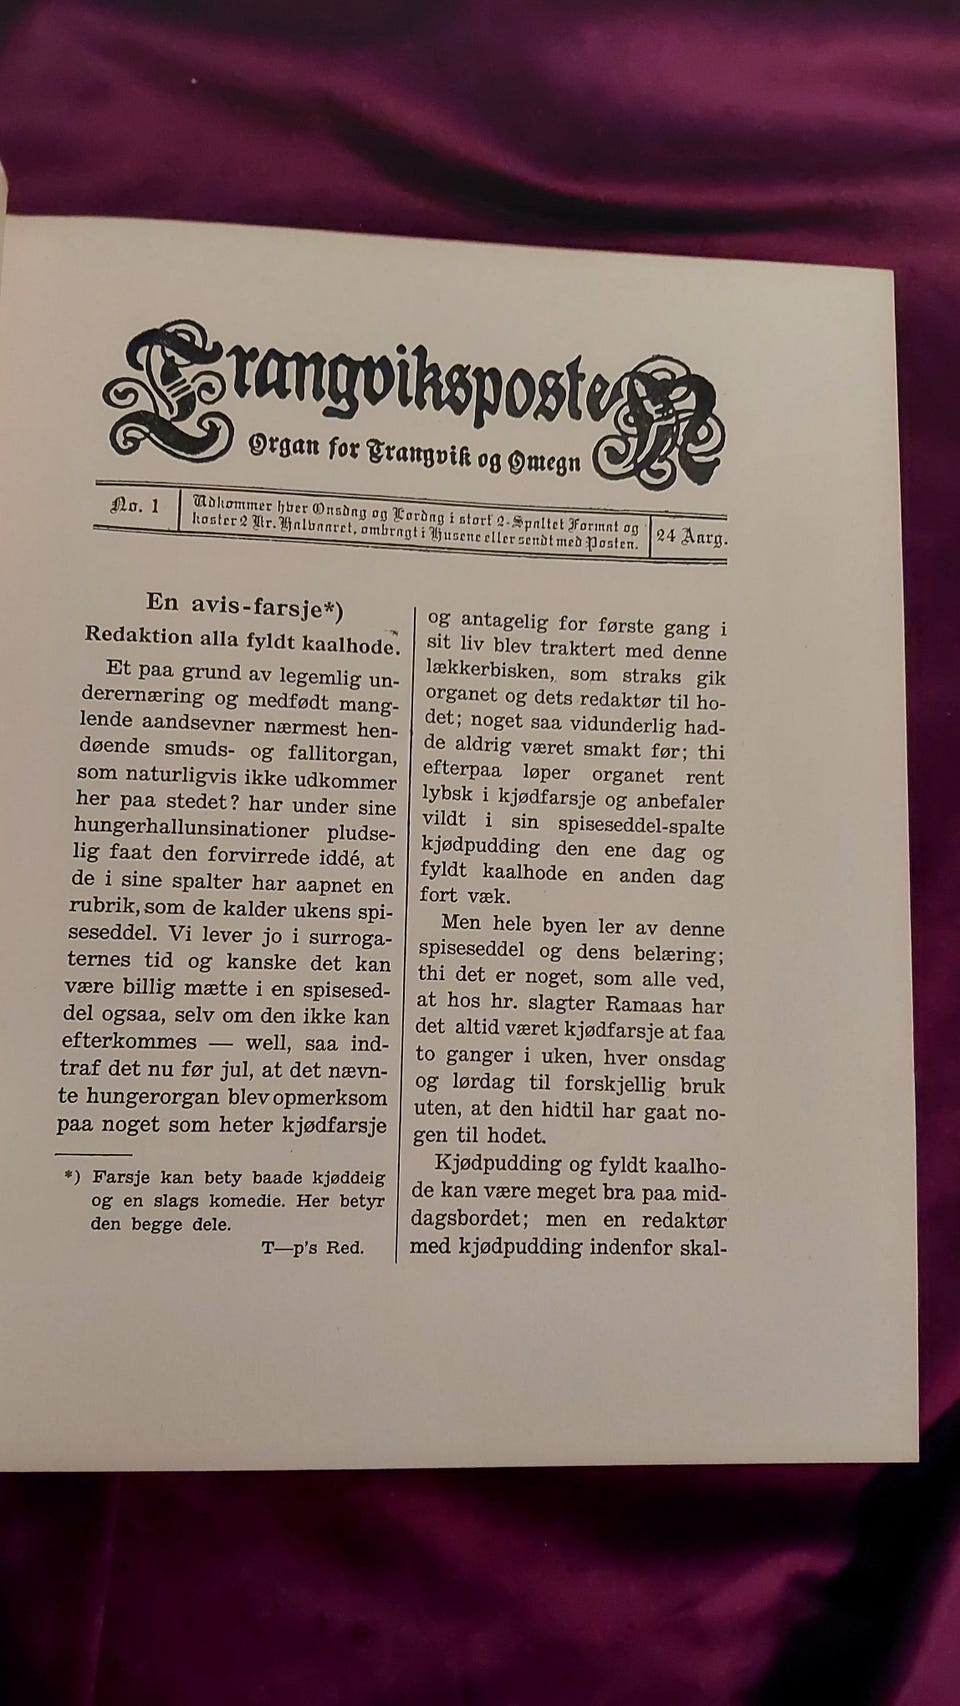 Trangviksposten
Organ for Trangvik og Omegn
No. 1
Udkommer hver Onsdag og Lordag i stort 2-Spaltet Format og
koster 2 Kr. Halvaaret, ombragt i Husene eller sendt med Posten.
24 Aarg.
En avis-farsje*)
Redaktion alla fyldt kaalhode.
Et paa grund av legemlig un-
derernæring og medfødt mang-
lende aandsevner nærmest hen-
døende smuds- og fallitorgan,
som naturligvis ikke udkommer
her paa stedet? har under sine
hungerhallunsinationer pludse-
lig faat den forvirrede iddé, at
de i sine spalter har aapnet en
rubrik, som de kalder ukens spi-
seseddel. Vi lever jo i surroga-
ternes tid og kanske det kan
være billig mætte i en spisesed-
del ogsaa, selv om den ikke kan
efterkommes — well, saa ind-
traf det nu før jul, at det nævn-
te hungerorgan blev opmerksom
paa noget som heter kjødfarsje
*) Farsje kan bety baade kjøddeig
og en slags komedie. Her betyr
den begge dele.
T—p's Red.
og antagelig for første gang i
sit liv blev traktert med denne
lækkerbisken, som straks gik
organet og dets redaktør til ho-
det; noget saa vidunderlig had-
de aldrig været smakt før; thi
efterpaa løper organet rent
lybsk i kjødfarsje og anbefaler
vildt i sin spiseseddel-spalte
kjødpudding den ene dag og
fyldt kaalhode en anden dag
fort væk.
Men hele byen ler av denne
spiseseddel og dens belæring;
thi det er noget, som alle ved,
at hos hr. slagter Ramaas har
det altid været kjødfarsje at faa
to ganger i uken, hver onsdag
og lørdag til forskjellig bruk
uten, at den hidtil har gaat no-
gen til hodet.
Kjødpudding og fyldt kaalho-
de kan være meget bra paa mid-
dagsbordet; men en redaktør
med kjødpudding indenfor skal-